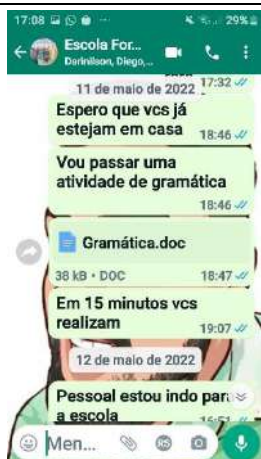 17:08 29%
Escola For...
Darinilson, Diego,...
17:32
11 de maio de 2022
Espero que vcs já
estejam em casa 18:46
Vou passar uma
atividade de gramática
18:46
Gramática.doc
38 kB • DOC 18:47
Em 15 minutos vcs
realizam 19:07
12 de maio de 2022
Pessoal estou indo para
a escola 16:51
Men...
R$